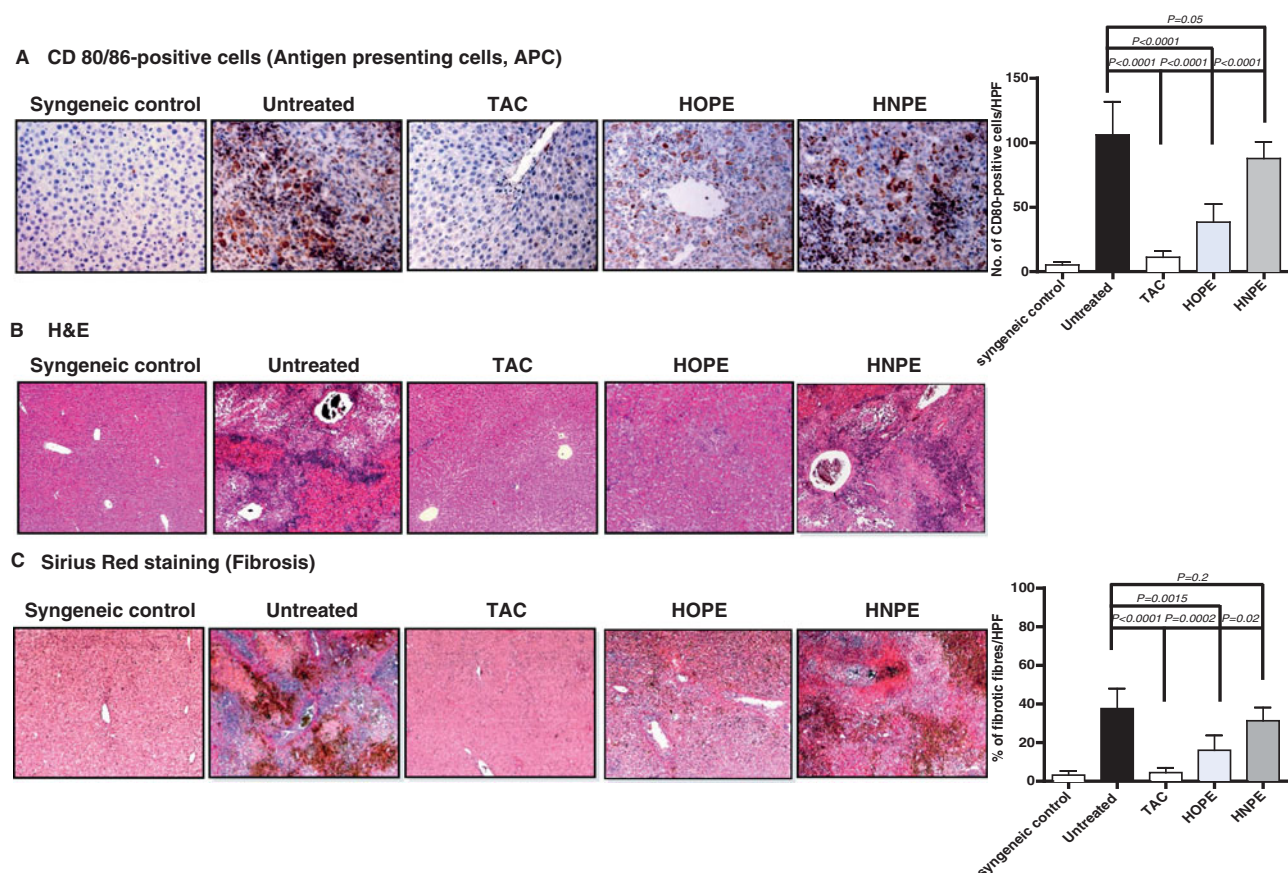 A CD 80/86-positive cells (Antigen presenting cells, APC)
Syngeneic control Untreated TAC HOPE HNPE
P=0.05
P<0.0001
P<0.0001 P<0.0001 P<0.0001
No. of CD80-positive cells/HPF
150
100
50
0
syngeneic control Untreated TAC HOPE HNPE
B H&E
Syngeneic control Untreated TAC HOPE HNPE
C Sirius Red staining (Fibrosis)
Syngeneic control Untreated TAC HOPE HNPE
P=0.2
P=0.0015
P<0.0001 P=0.0002 P=0.02
% of fibrotic fibres/HPF
100
80
60
40
20
0
syngeneic control Untreated TAC HOPE HNPE